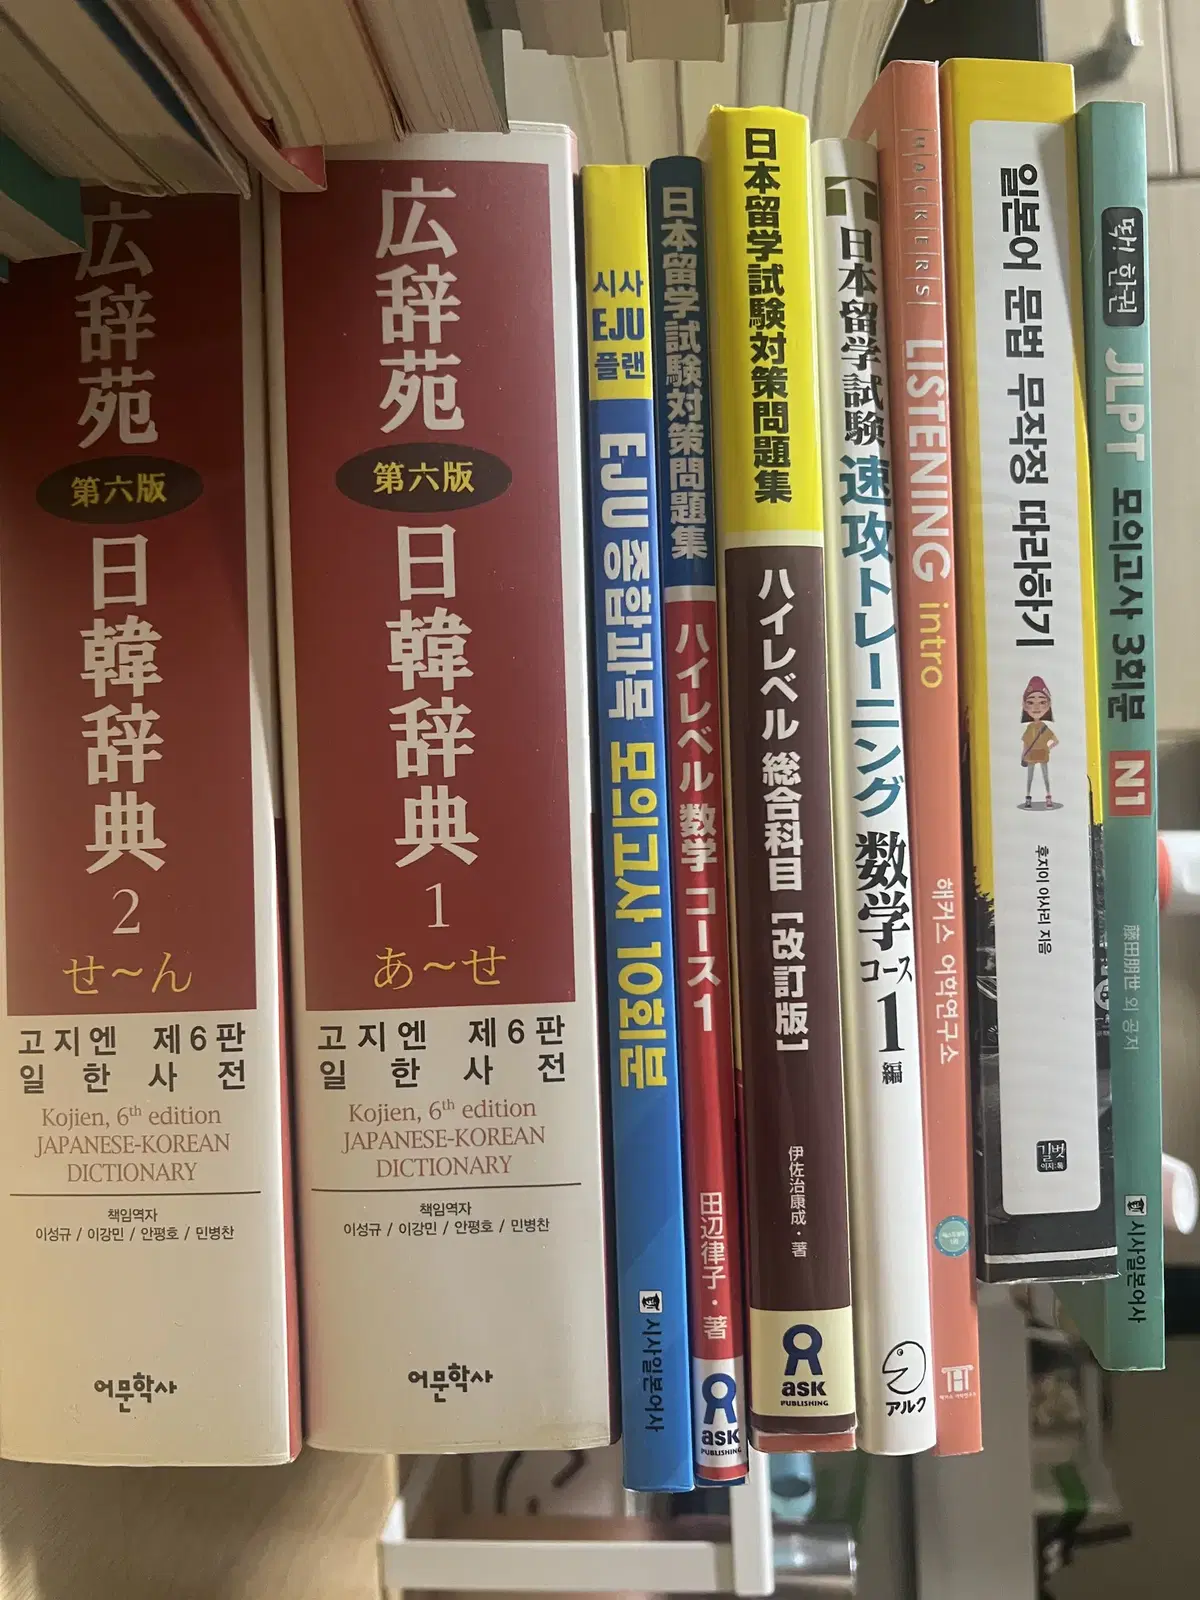 広辞苑
第六版
日韓辞典
2
せ～ん
고지엔 제6판
일한사전
Kojien, 6th edition
JAPANESE-KOREAN
DICTIONARY
책임역자
이성규 / 이강민 / 안평호 / 민병찬
어문학사
広辞苑
第六版
日韓辞典
1
あ～せ
고지엔 제6판
일한사전
Kojien, 6th edition
JAPANESE-KOREAN
DICTIONARY
책임역자
이성규 / 이강민 / 안평호 / 민병찬
어문학사
시사
EJU
플랜
EJU 종합과목 모의고사 10회분
시사일본어사
日本留学試験対策問題集
ハイレベル 数学 コース1
田辺律子・著
ask
PUBLISHING
日本留学試験対策問題集
ハイレベル 総合科目 [改訂版]
伊佐治康成・著
ask
PUBLISHING
日本留学試験 速攻トレーニング 数学 コース1 編
アルク
HACKERS
LISTENING intro
해커스 어학연구소
일본어 문법 무작정 따라하기
후지이 아사리 지음
길벗
이지:톡
딱! 한권
JLPT 모의고사 3회분 N1
藤田朋世 외 공저
시사일본어사